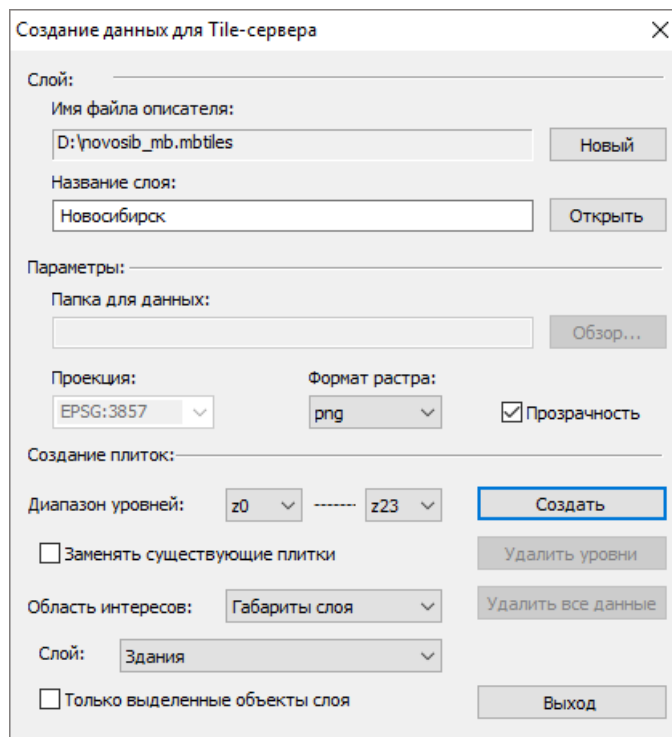 Создание данных для Tile-сервера
Слой:
Имя файла описателя:
D:\novosib_mb.mbtiles
Новый
Название слоя:
Новосибирск
Открыть
Параметры:
Папка для данных:
Обзор...
Проекция:
Формат растра:
EPSG:3857
png
Прозрачность
Создание плиток:
Диапазон уровней:
z0
z23
Создать
Заменять существующие плитки
Удалить уровни
Область интересов:
Габариты слоя
Удалить все данные
Слой:
Здания
Только выделенные объекты слоя
Выход